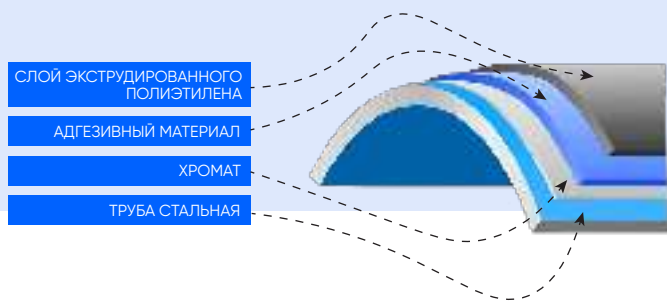 СЛОЙ ЭКСТРУДИРОВАННОГО
ПОЛИЭТИЛЕНА
АДГЕЗИВНЫЙ МАТЕРИАЛ
ХРОМАТ
ТРУБА СТАЛЬНАЯ